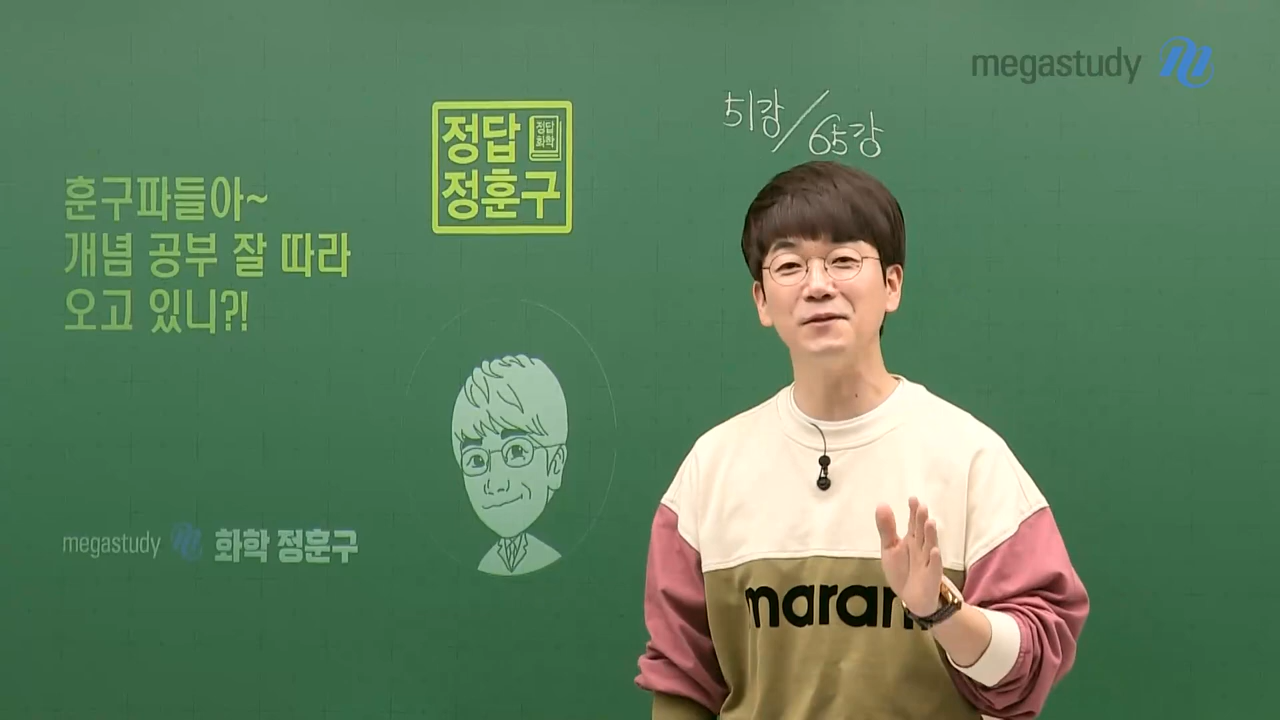 megastudy
51강/65강
정답
정답
화학
정훈구
훈구파들아~
개념 공부 잘 따라
오고 있니?!
megastudy 화학 정훈구